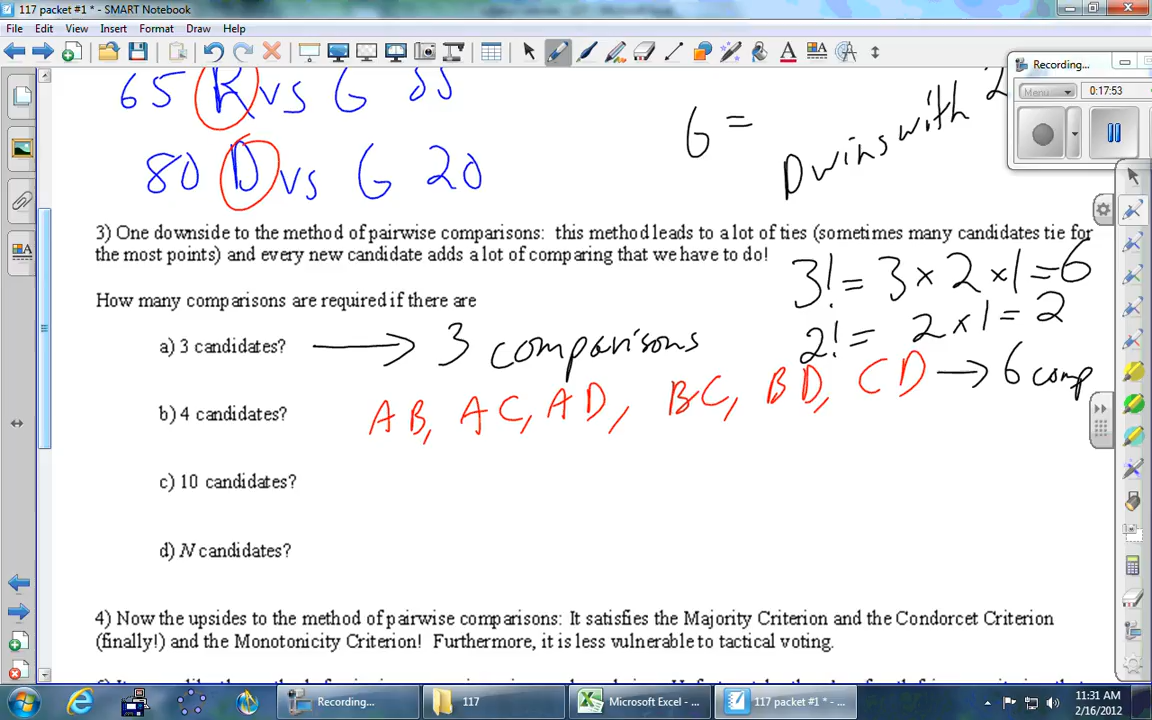 117 packet #1 * - SMART Notebook
File Edit View Insert Format Draw Help
Recording...
Menu
0:17:53
65 R vs G
80 D vs G 20
6 =
D wins with 2
3) One downside to the method of pairwise comparisons: this method leads to a lot of ties (sometimes many candidates tie for
the most points) and every new candidate adds a lot of comparing that we have to do!
3! = 3 × 2 × 1 = 6
How many comparisons are required if there are
2! = 2 × 1 = 2
a) 3 candidates? → 3 comparisons
b) 4 candidates? AB, AC, AD, BC, BD, CD → 6 comp
c) 10 candidates?
d) N candidates?
4) Now the upsides to the method of pairwise comparisons: It satisfies the Majority Criterion and the Condorcet Criterion
(finally!) and the Monotonicity Criterion! Furthermore, it is less vulnerable to tactical voting.
Recording...
117
Microsoft Excel - ...
117 packet #1 * - ...
11:31 AM
2/16/2012